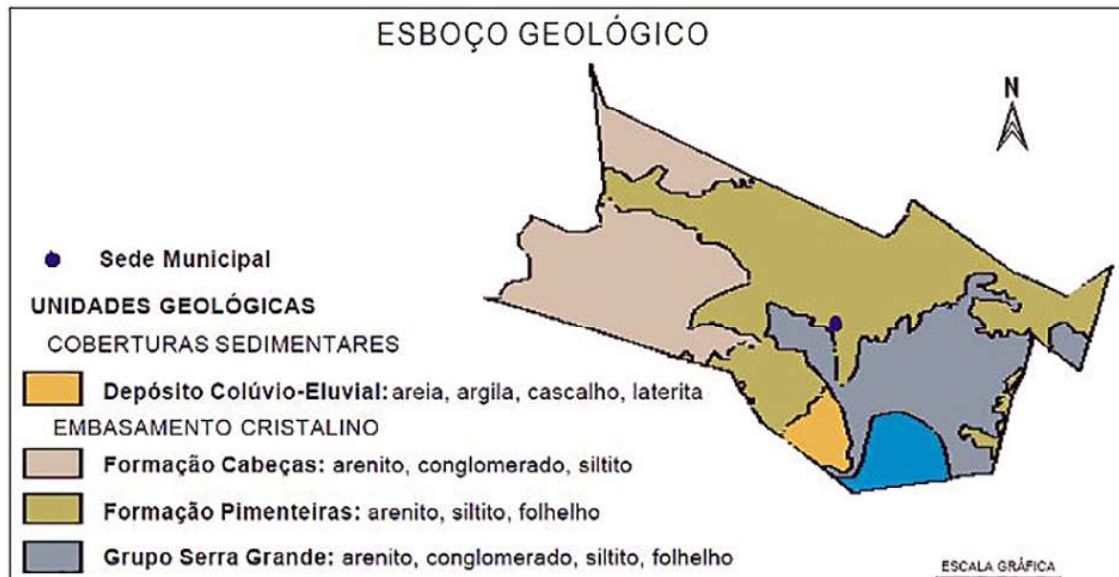 ESBOÇO GEOLÓGICO
N
Sede Municipal
UNIDADES GEOLÓGICAS
COBERTURAS SEDIMENTARES
Depósito Colúvio-Eluvial: areia, argila, cascalho, laterita
EMBASAMENTO CRISTALINO
Formação Cabeças: arenito, conglomerado, siltito
Formação Pimenteiras: arenito, siltito, folhelho
Grupo Serra Grande: arenito, conglomerado, siltito, folhelho
ESCALA GRÁFICA